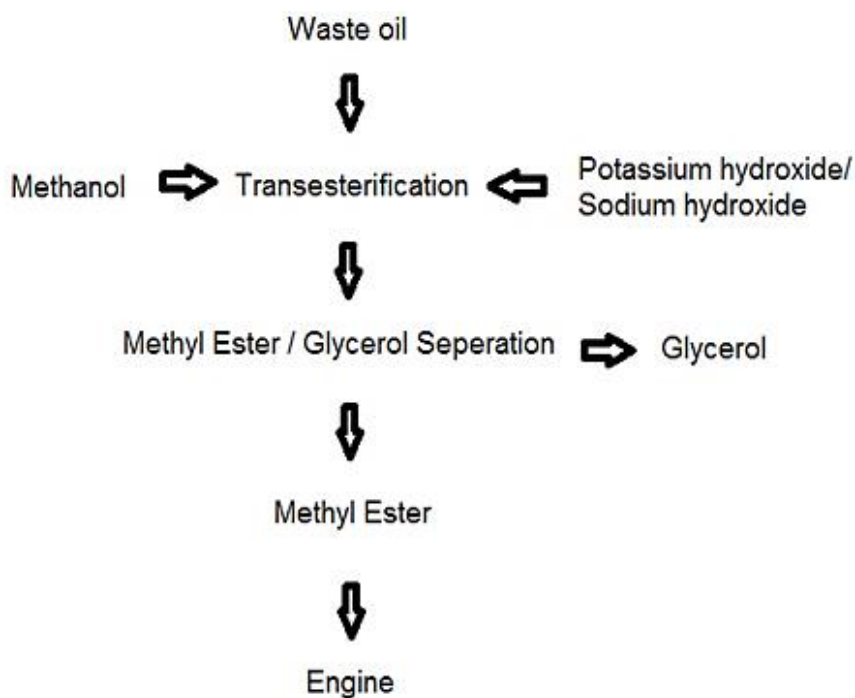 Waste oil
Methanol
Transesterification
Potassium hydroxide/
Sodium hydroxide
Methyl Ester / Glycerol Seperation
Glycerol
Methyl Ester
Engine